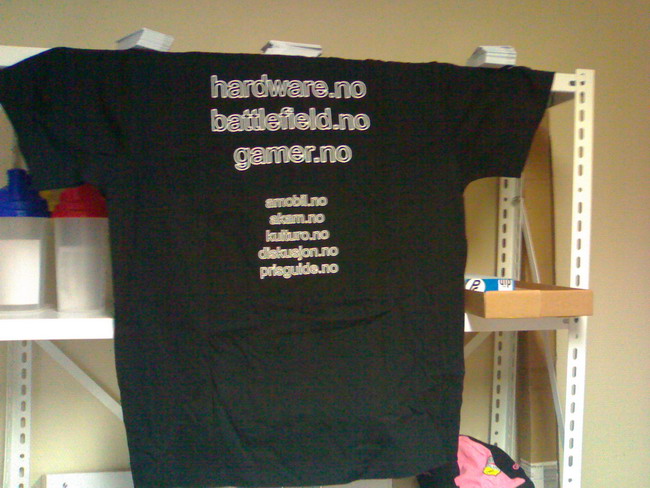 hardware.no
battlefield.no
gamer.no
amobil.no
akam.no
kulturo.no
diskusjon.no
prisguide.no